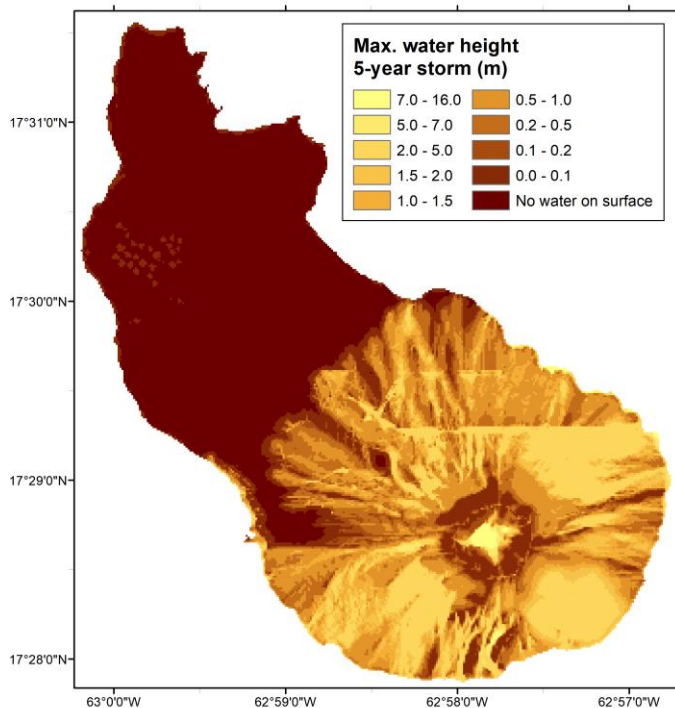 Max. water height
5-year storm (m)
7.0 - 16.0
5.0 - 7.0
2.0 - 5.0
1.5 - 2.0
1.0 - 1.5
0.5 - 1.0
0.2 - 0.5
0.1 - 0.2
0.0 - 0.1
No water on surface
17°31'0"N
17°30'0"N
17°29'0"N
17°28'0"N
63°0'0"W 62°59'0"W 62°58'0"W 62°57'0"W